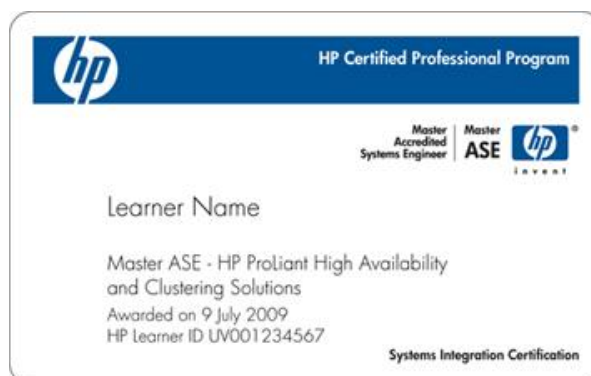 hp
HP Certified Professional Program
Master
Accredited
Systems Engineer
Master
ASE
hp
®
invent
Learner Name
Master ASE - HP ProLiant High Availability
and Clustering Solutions
Awarded on 9 July 2009
HP Learner ID UV001234567
Systems Integration Certification